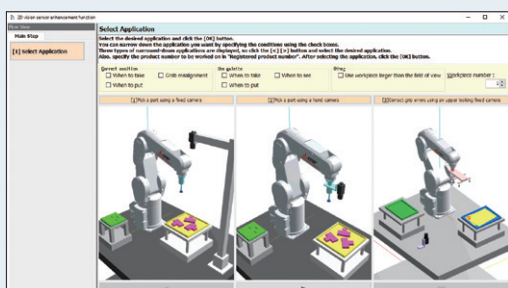 2D vision sensor enhancement function
Main Step
[1] Select Application
Select Application
Select the desired application and click the [OK] button.
You can narrow down the application you want by specifying the conditions using the check boxes.
Three types of surround-down applications are displayed, so click the [<] [>] button and select the desired application.
Also, specify the product number to be worked on in "Registered product number". After selecting the application, click the [OK] button.
Correct position
When to take
Grab misalignment
When to put
Use palette
When to take
When to see
When to put
Other
Use workpiece larger than the field of view
Workpiece number :
[1]Pick a part using a fixed camera
[2]Pick a part using a hand camera
[3]Correct grip errors using an upper looking fixed camera